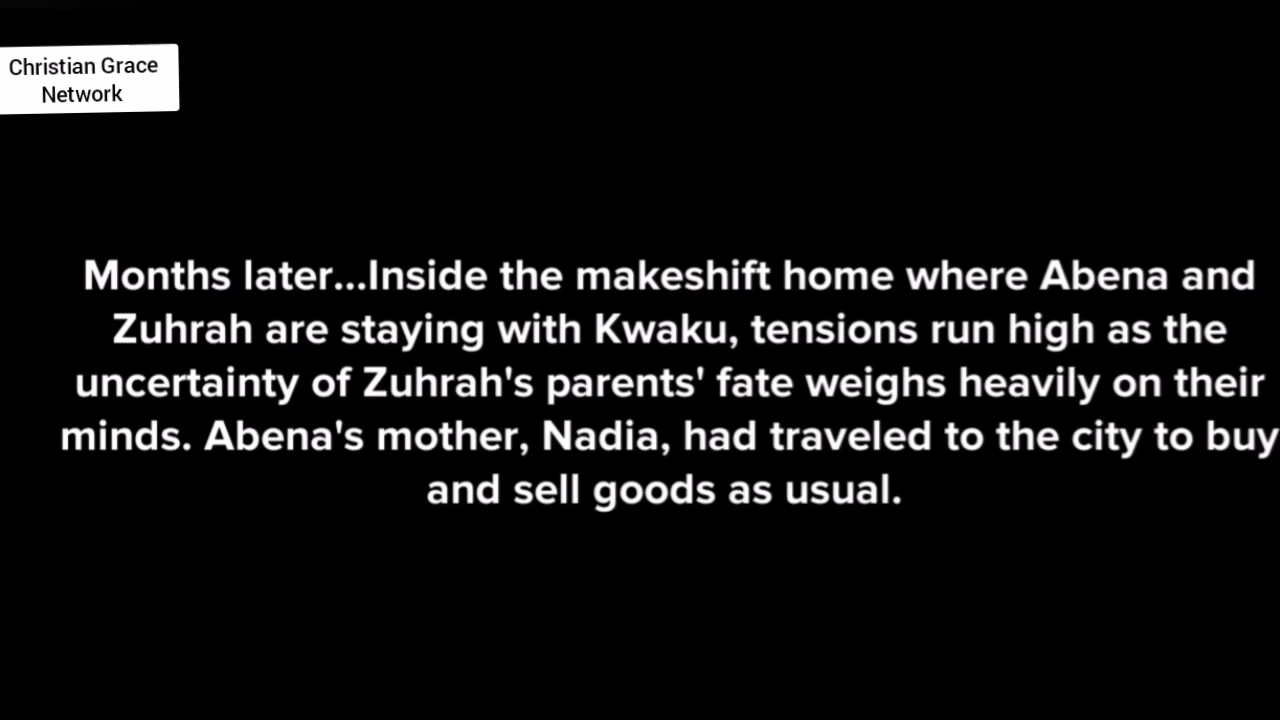 Christian Grace
Network
Months later...Inside the makeshift home where Abena and
Zuhrah are staying with Kwaku, tensions run high as the
uncertainty of Zuhrah's parents' fate weighs heavily on their
minds. Abena's mother, Nadia, had traveled to the city to buy
and sell goods as usual.